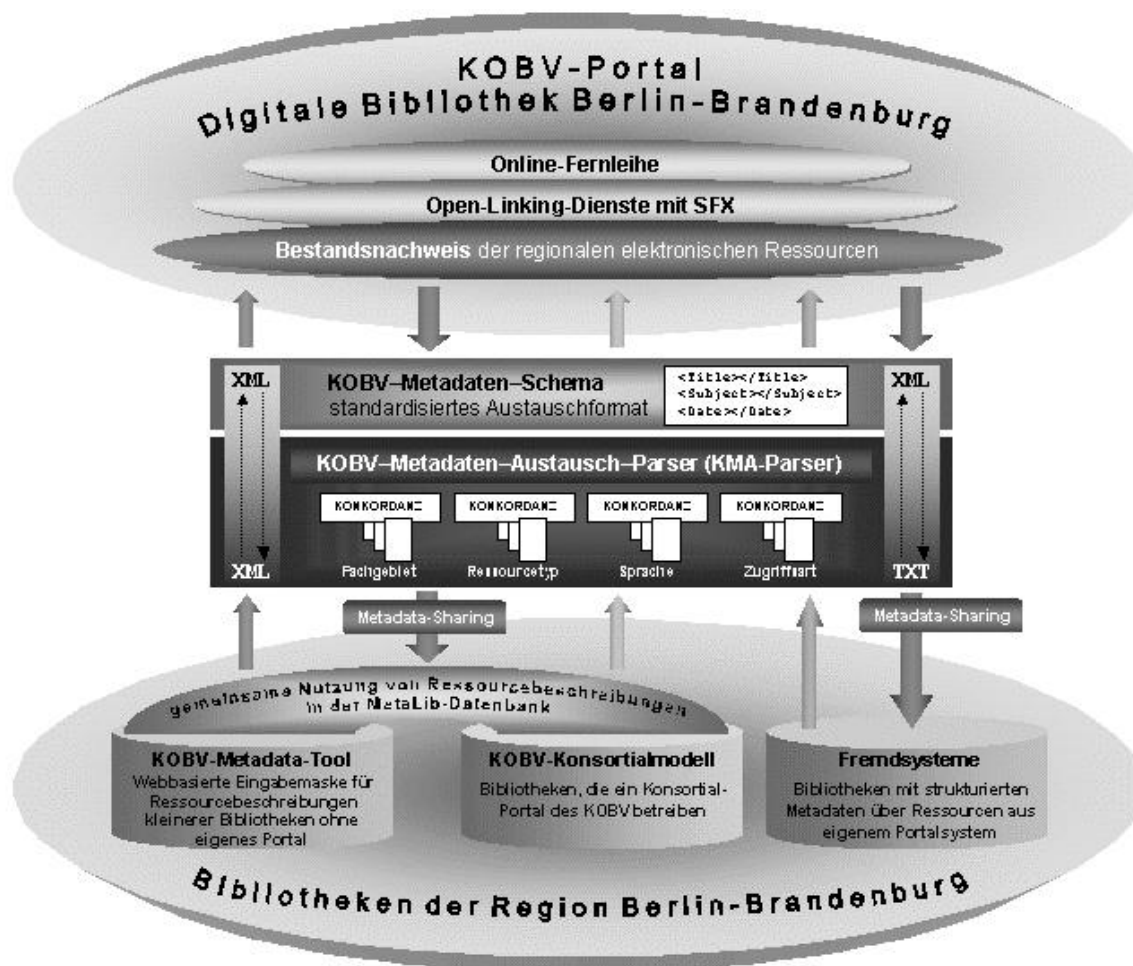 KOBV-Portal
Digitale Bibliothek Berlin-Brandenburg
Online-Fernleihe
Open-Linking-Dienste mit SFX
Bestandsnachweis der regionalen elektronischen Ressourcen
XML
KOBV–Metadaten–Schema
standardisiertes Austauschformat
<Title></Title>
<Subject></Subject>
<Date></Date>
XML
KOBV–Metadaten–Austausch–Parser (KMA-Parser)
KONKORDANZ
KONKORDANZ
KONKORDANZ
KONKORDANZ
XML
Fachgebiet
Ressourcetyp
Sprache
Zugriffsart
TXT
Metadata-Sharing
Metadata-Sharing
gemeinsame Nutzung von Ressourcebeschreibungen
in der MetaLib-Datenbank
KOBV-Metadata-Tool
Webbasierte Eingabemaske für
Ressourcebeschreibungen
kleinerer Bibliotheken ohne
eigenes Portal
KOBV-Konsortialmodell
Bibliotheken, die ein Konsortial-
Portal des KOBV betreiben
Fremdsysteme
Bibliotheken mit strukturierten
Metadaten über Ressourcen aus
eigenem Portalsystem
Bibliotheken der Region Berlin-Brandenburg